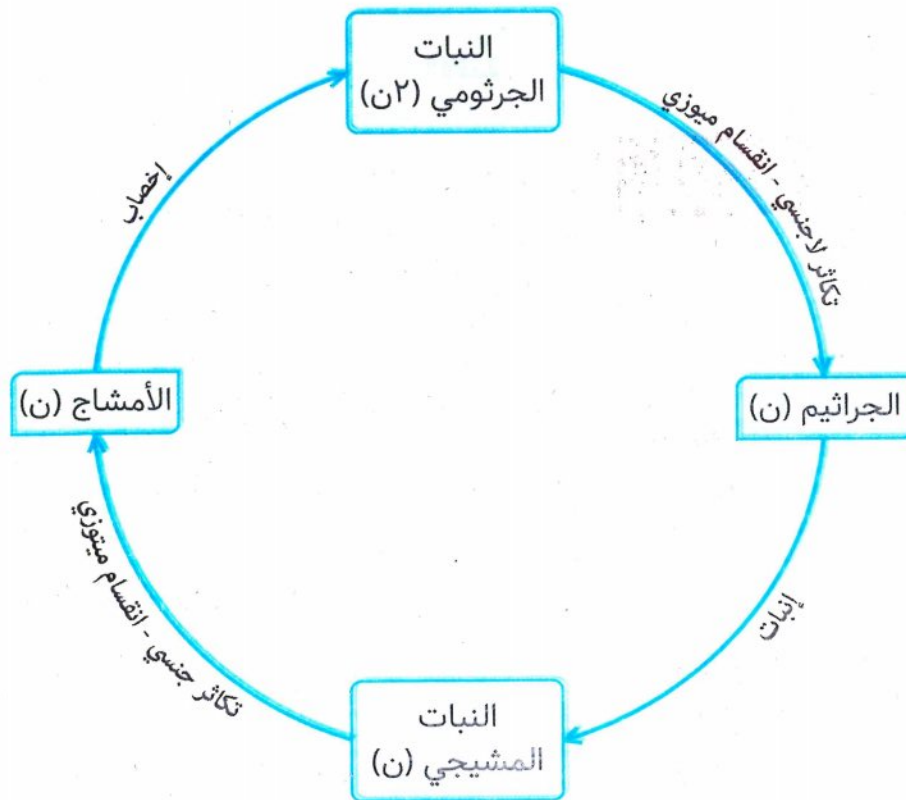 النبات
الجرثومي (٢ن)
تكاثر لاجنسي - انقسام ميوزي
الجراثيم (ن)
إنبات
النبات
المشيجي (ن)
تكاثر جنسي - انقسام ميتوزي
الأمشاج (ن)
إخصاب